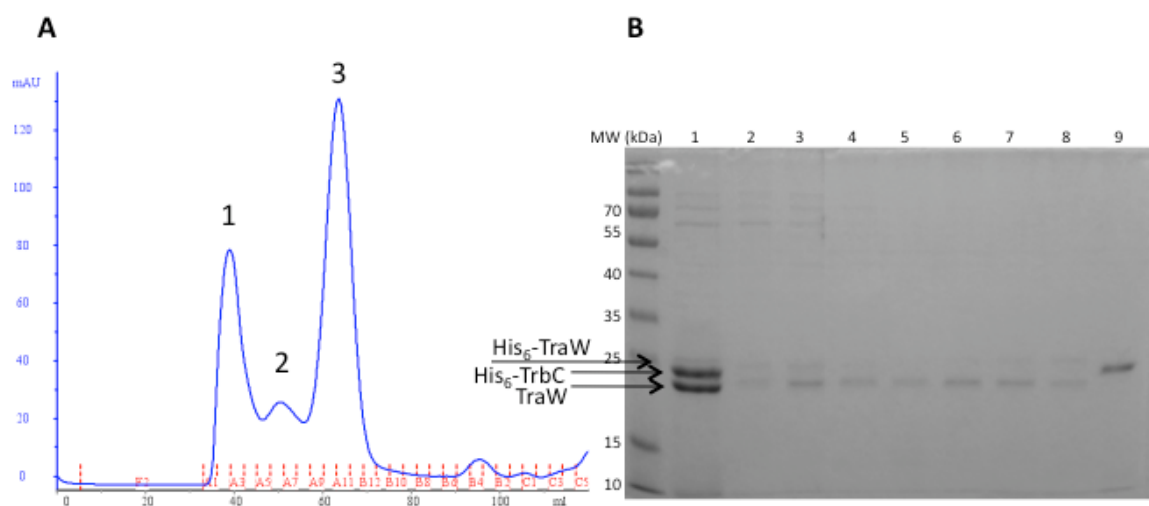 A
B
mAU
120
100
80
60
40
20
0
1
2
3
F2
A1
A3
A5
A7
A9
A11
B12
B10
B8
B6
B4
B2
C1
C3
C5
0
20
40
60
80
100
ml
MW (kDa)
1 2 3 4 5 6 7 8 9
70
55
40
35
25
15
10
His6-TraW
His6-TrbC
TraW